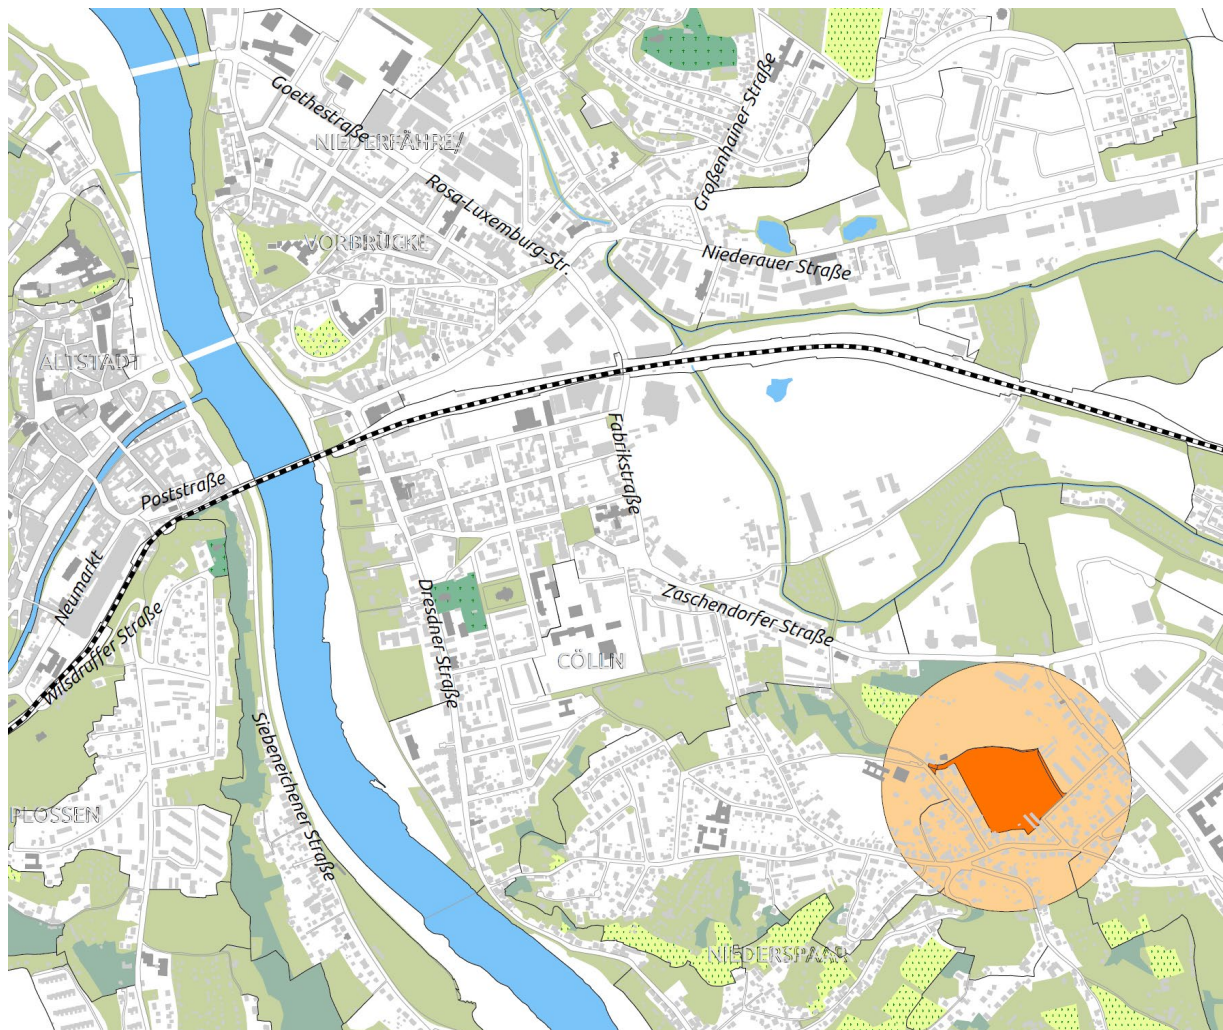 Goethestraße
NIEDERFÄHRE/
Großenhainer Straße
Rosa-Luxemburg-Str.
VORBRÜCKE
Niederauer Straße
ALTSTADT
Fabrikstraße
Poststraße
Neumarkt
Dresdner Straße
Zaschendorfer Straße
Wilsdruffer Straße
CÖLLN
Siebeneichener Straße
PLOSSEN
NIEDERSPAAR